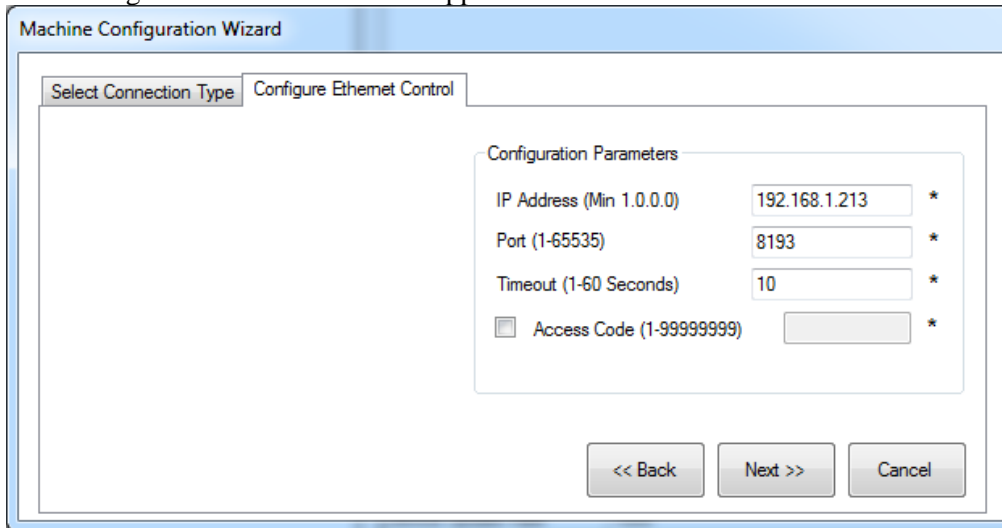 Machine Configuration Wizard
Select Connection Type Configure Ethernet Control
Configuration Parameters
IP Address (Min 1.0.0.0) 192.168.1.213 *
Port (1-65535) 8193 *
Timeout (1-60 Seconds) 10 *
Access Code (1-99999999) *
<< Back Next >> Cancel